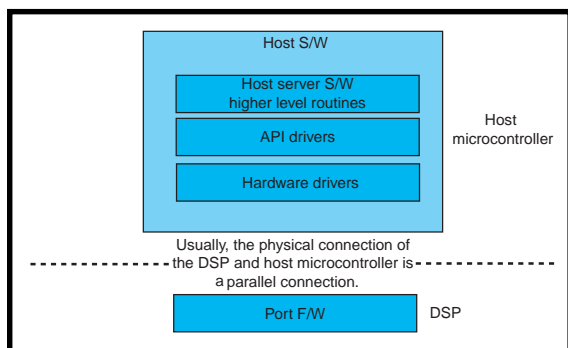 Host S/W
Host server S/W
higher level routines
API drivers
Hardware drivers
Host
microcontroller
Usually, the physical connection of
the DSP and host microcontroller is
a parallel connection.
Port F/W
DSP